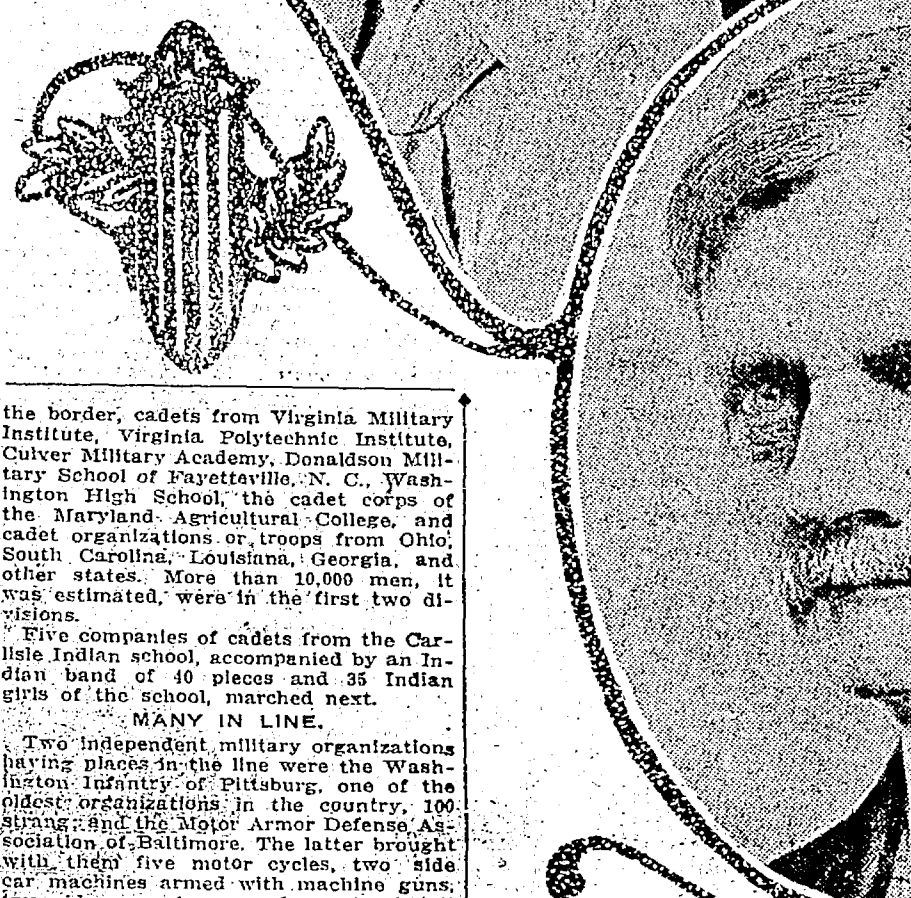 the border, cadets from Virginia Military
Institute, Virginia Polytechnic Institute,
Culver Military Academy, Donaldson Mili-
tary School of Fayetteville, N. C., Wash-
ington High School, the cadet corps of
the Maryland Agricultural College, and
cadet organizations or troops from Ohio,
South Carolina, Louisiana, Georgia, and
other states. More than 10,000 men, it
was estimated, were in the first two di-
visions.
Five companies of cadets from the Car-
lisle Indian school, accompanied by an In-
dian band of 40 pieces and 35 Indian
girls of the school, marched next.
MANY IN LINE.
Two independent military organizations
having places in the line were the Wash-
ington Infantry of Pittsburg, one of the
oldest organizations in the country, 100
strang, and the Motor Armor Defense As-
sociation of Baltimore. The latter brought
with them five motor cycles, two side
car machines armed with machine guns,